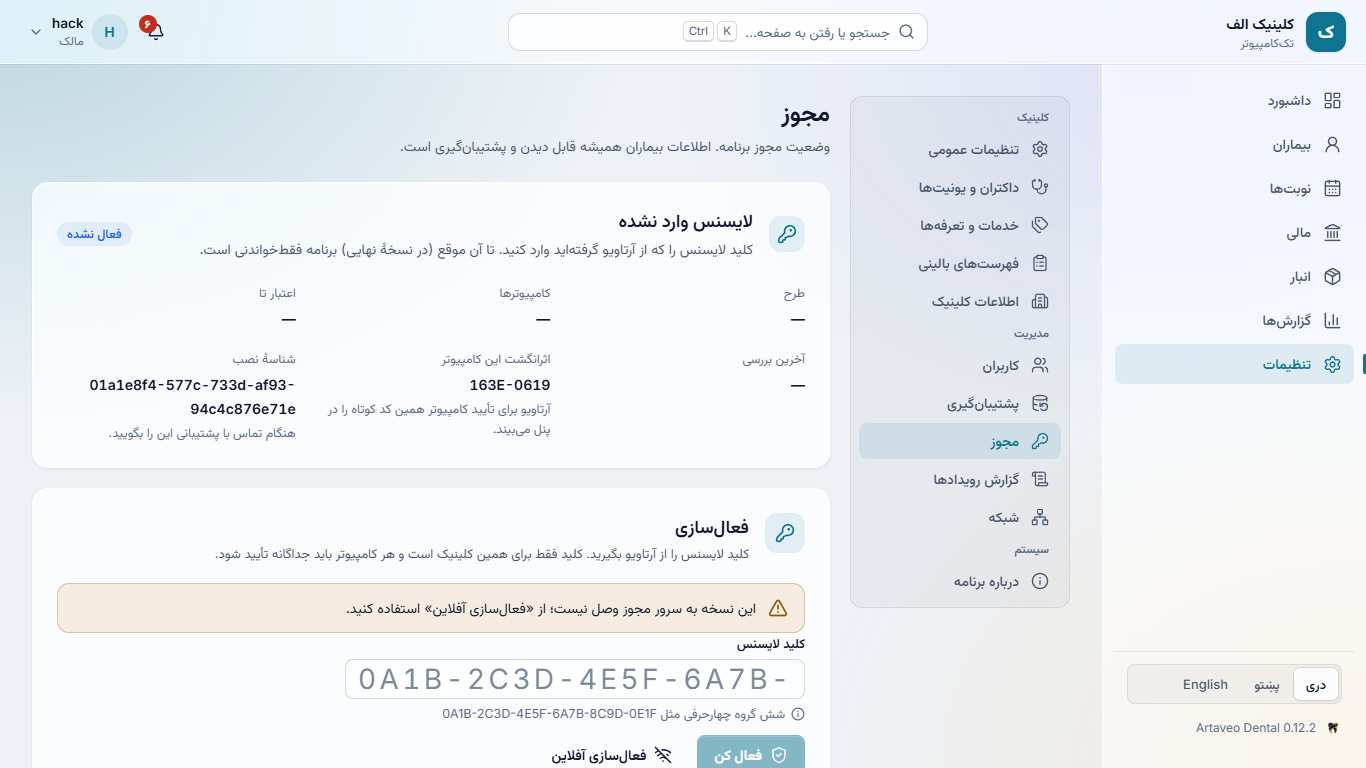 ک
کلینیک الف
تک‌کامپیوتر
جستجو یا رفتن به صفحه...
Ctrl K
۶
H
hack
مالک
داشبورد
بیماران
نوبت‌ها
مالی
انبار
گزارش‌ها
تنظیمات
دری
پښتو
English
Artaveo Dental 0.12.2
کلینیک
تنظیمات عمومی
داکتران و یونیت‌ها
خدمات و تعرفه‌ها
فهرست‌های بالینی
اطلاعات کلینیک
مدیریت
کاربران
پشتیبان‌گیری
مجوز
گزارش رویدادها
شبکه
سیستم
درباره برنامه
مجوز
وضعیت مجوز برنامه. اطلاعات بیماران همیشه قابل دیدن و پشتیبان‌گیری است.
لایسنس وارد نشده
فعال نشده
کلید لایسنس را که از آرتاویو گرفته‌اید وارد کنید. تا آن موقع (در نسخهٔ نهایی) برنامه فقط‌خواندنی است.
طرح
—
کامپیوترها
—
اعتبار تا
—
آخرین بررسی
—
اثرانگشت این کامپیوتر
163E-0619
آرتاویو برای تأیید کامپیوتر همین کد کوتاه را در
پنل می‌بیند.
شناسهٔ نصب
01a1e8f4-577c-733d-af93-
94c4c876e71e
هنگام تماس با پشتیبانی این را بگویید.
فعال‌سازی
کلید لایسنس را از آرتاویو بگیرید. کلید فقط برای همین کلینیک است و هر کامپیوتر باید جداگانه تأیید شود.
این نسخه به سرور مجوز وصل نیست؛ از «فعال‌سازی آفلاین» استفاده کنید.
کلید لایسنس
0A1B-2C3D-4E5F-6A7B-
شش گروه چهارحرفی مثل 0A1B-2C3D-4E5F-6A7B-8C9D-0E1F
فعال کن
فعال‌سازی آفلاین